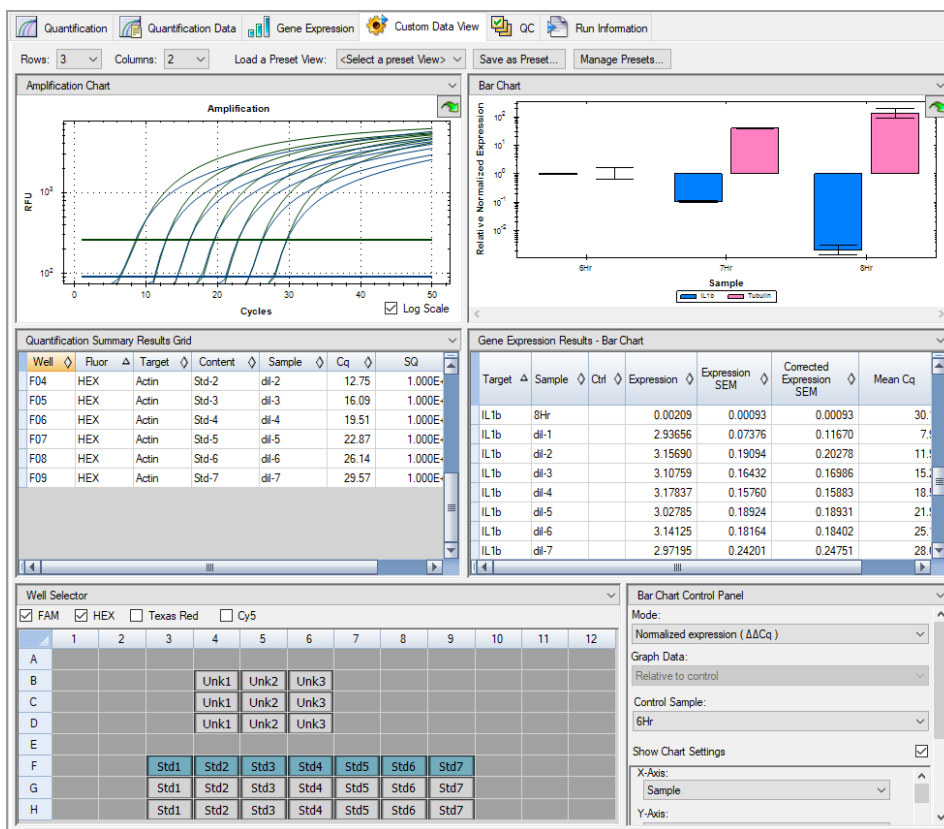 Quantification Quantification Data Gene Expression Custom Data View QC Run Information
Rows: 3 Columns: 2 Load a Preset View: <Select a preset View> Save as Preset... Manage Presets...
Amplification Chart
Amplification
RFU
10³
10²
0 10 20 30 40 50
Cycles
Log Scale
Bar Chart
Relative Normalized Expression
10²
10¹
10⁰
10⁻¹
10⁻²
6Hr 7Hr 8Hr
Sample
IL1b Tubulin
Quantification Summary Results Grid
Well Fluor Target Content Sample Cq SQ
F04 HEX Actin Std-2 dil-2 12.75 1.000E+
F05 HEX Actin Std-3 dil-3 16.09 1.000E+
F06 HEX Actin Std-4 dil-4 19.51 1.000E+
F07 HEX Actin Std-5 dil-5 22.87 1.000E+
F08 HEX Actin Std-6 dil-6 26.14 1.000E+
F09 HEX Actin Std-7 dil-7 29.57 1.000E+
Gene Expression Results - Bar Chart
Target Sample Ctrl Expression Expression SEM Corrected Expression SEM Mean Cq
IL1b 8Hr 0.00209 0.00093 0.00093 30.
IL1b dil-1 2.93656 0.07376 0.11670 7.
IL1b dil-2 3.15690 0.19094 0.20278 11.
IL1b dil-3 3.10759 0.16432 0.16986 15.
IL1b dil-4 3.17837 0.15760 0.15883 18.
IL1b dil-5 3.02785 0.18924 0.18931 21.
IL1b dil-6 3.14125 0.18164 0.18402 25.
IL1b dil-7 2.97195 0.24201 0.24751 28.
Well Selector
FAM HEX Texas Red Cy5
1 2 3 4 5 6 7 8 9 10 11 12
A
B Unk1 Unk2 Unk3
C Unk1 Unk2 Unk3
D Unk1 Unk2 Unk3
E
F Std1 Std2 Std3 Std4 Std5 Std6 Std7
G Std1 Std2 Std3 Std4 Std5 Std6 Std7
H Std1 Std2 Std3 Std4 Std5 Std6 Std7
Bar Chart Control Panel
Mode:
Normalized expression ( ΔΔCq )
Graph Data:
Relative to control
Control Sample:
6Hr
Show Chart Settings
X-Axis:
Sample
Y-Axis: